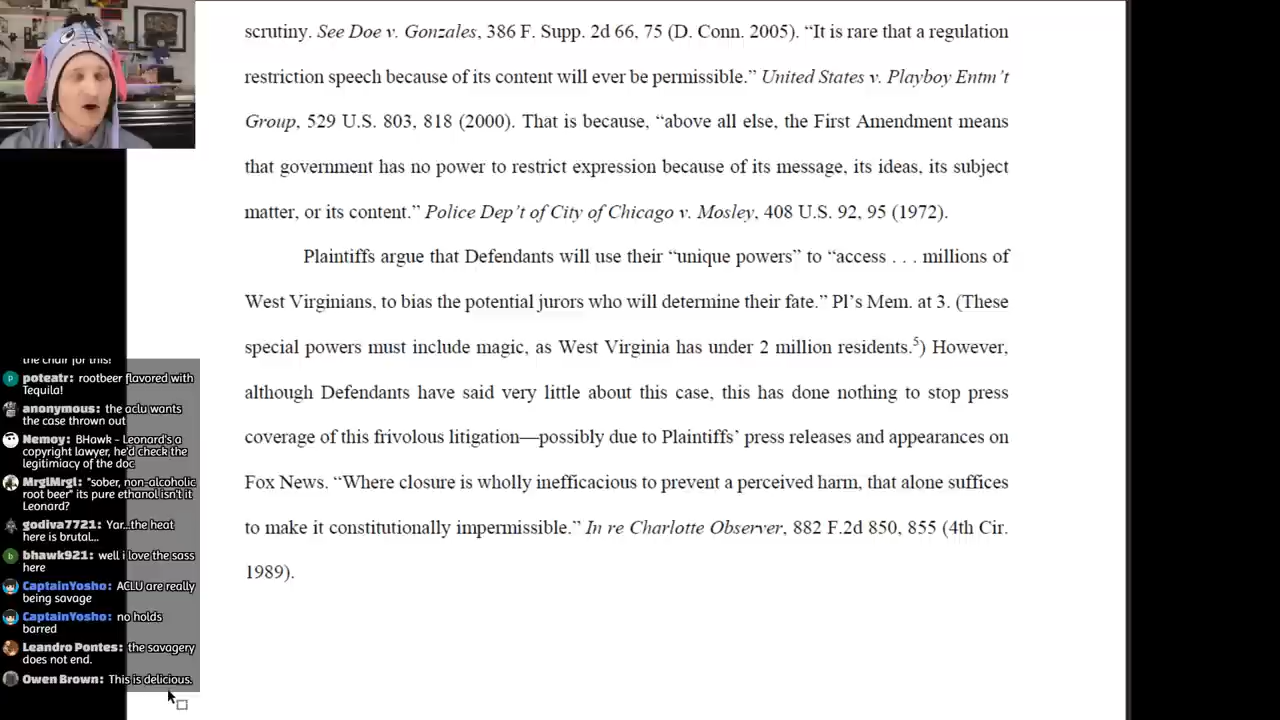 scrutiny. See Doe v. Gonzales, 386 F. Supp. 2d 66, 75 (D. Conn. 2005). “It is rare that a regulation
restriction speech because of its content will ever be permissible.” United States v. Playboy Entm’t
Group, 529 U.S. 803, 818 (2000). That is because, “above all else, the First Amendment means
that government has no power to restrict expression because of its message, its ideas, its subject
matter, or its content.” Police Dep’t of City of Chicago v. Mosley, 408 U.S. 92, 95 (1972).
Plaintiffs argue that Defendants will use their “unique powers” to “access . . . millions of
West Virginians, to bias the potential jurors who will determine their fate.” Pl’s Mem. at 3. (These
special powers must include magic, as West Virginia has under 2 million residents.5) However,
although Defendants have said very little about this case, this has done nothing to stop press
coverage of this frivolous litigation—possibly due to Plaintiffs’ press releases and appearances on
Fox News. “Where closure is wholly inefficacious to prevent a perceived harm, that alone suffices
to make it constitutionally impermissible.” In re Charlotte Observer, 882 F.2d 850, 855 (4th Cir.
1989).
the chair for this!
poteatr: rootbeer flavored with
Tequila!
anonymous: the aclu wants
the case thrown out
Nemoy: BHawk - Leonard's a
copyright lawyer, he'd check the
legitimiacy of the doc
MrglMrgl: "sober, non-alcoholic
root beer" its pure ethanol isn't it
Leonard?
godiva7721: Yar...the heat
here is brutal...
bhawk921: well i love the sass
here
CaptainYosho: ACLU are really
being savage
CaptainYosho: no holds
barred
Leandro Pontes: the savagery
does not end.
Owen Brown: This is delicious.